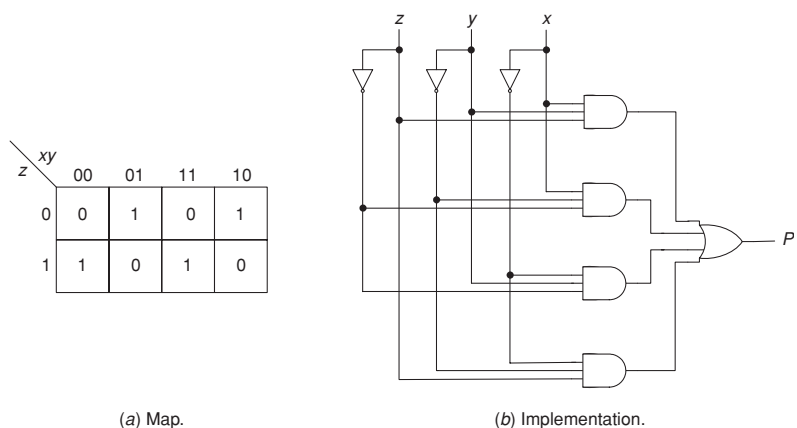 z y x
xy
z 00 01 11 10
0 0 1 0 1
1 1 0 1 0
P
(a) Map.
(b) Implementation.